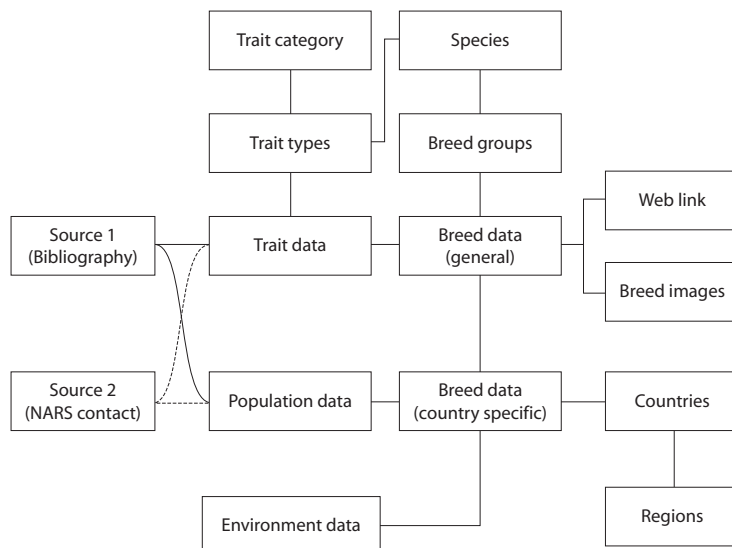 Trait category
Species
Trait types
Breed groups
Web link
Source 1
(Bibliography)
Trait data
Breed data
(general)
Breed images
Source 2
(NARS contact)
Population data
Breed data
(country specific)
Countries
Environment data
Regions